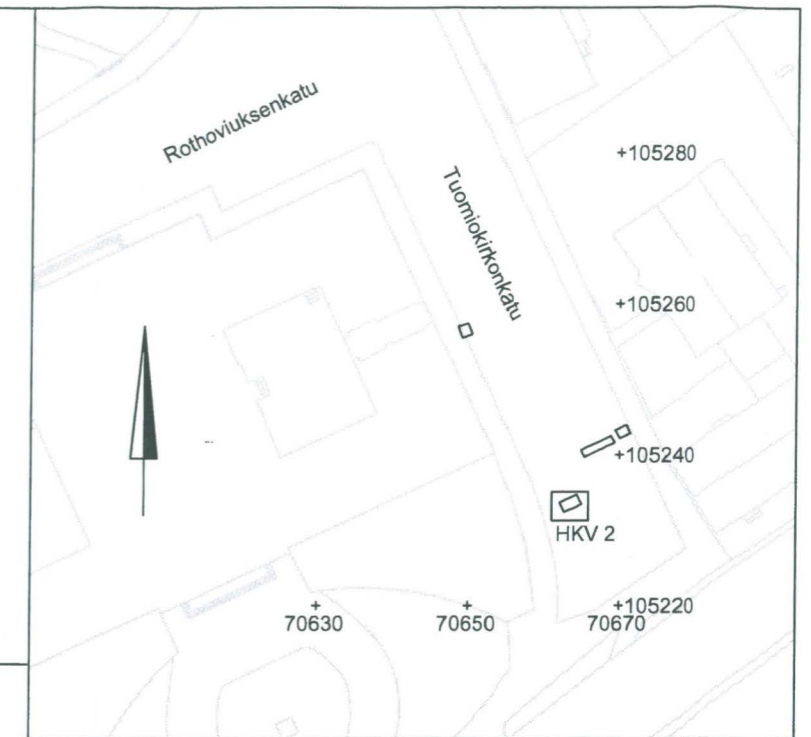 Rothoviuksenkatu
Tuomiokirkonkatu
+105280
+105260
+105240
HKV 2
+105220
+ + 
70630 70650 70670